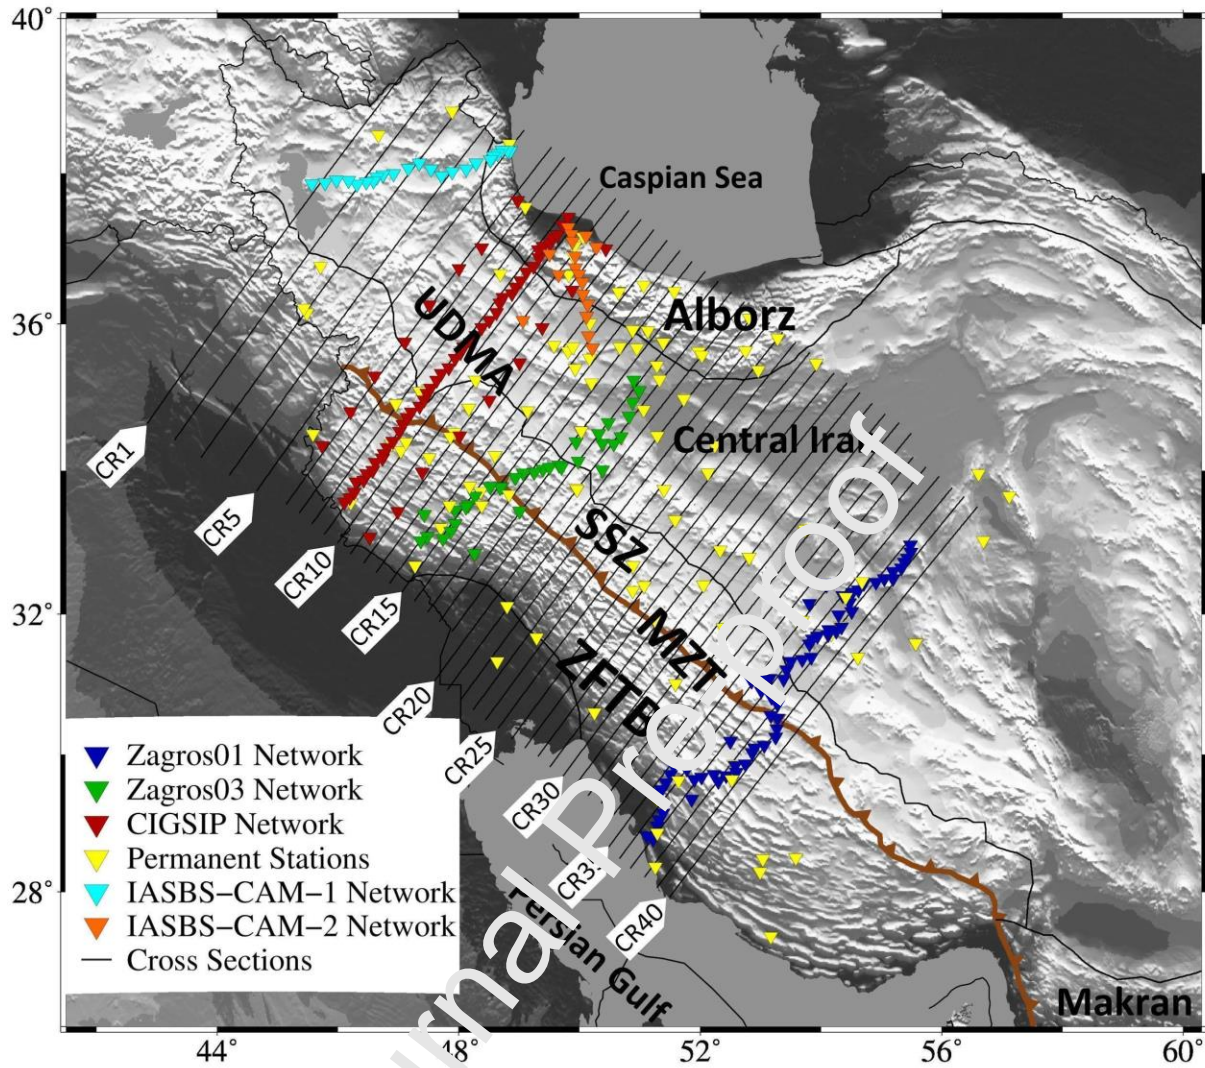 40°
Caspian Sea
36°
Alborz
UDMA
Central Iran
CR1
CR5
SSZ
CR10
32°
CR15
MZT
ZFTB
CR20
CR25
CR30
CR35
28°
CR40
Persian Gulf
Makran
Zagros01 Network
Zagros03 Network
CIGSIP Network
Permanent Stations
IASBS-CAM-1 Network
IASBS-CAM-2 Network
Cross Sections
44° 48° 52° 56° 60°
Journal Pre-proof